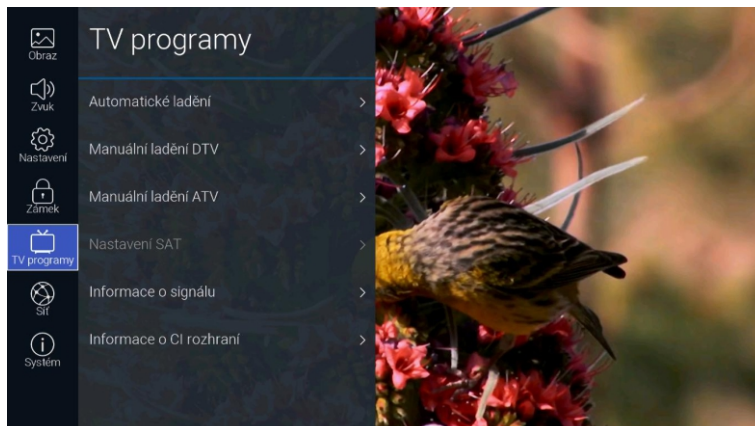 TV programy
Obraz
Zvuk
Nastavení
Zámek
TV programy
Síť
Systém
Automatické ladění
Manuální ladění DTV
Manuální ladění ATV
Nastavení SAT
Informace o signálu
Informace o CI rozhraní